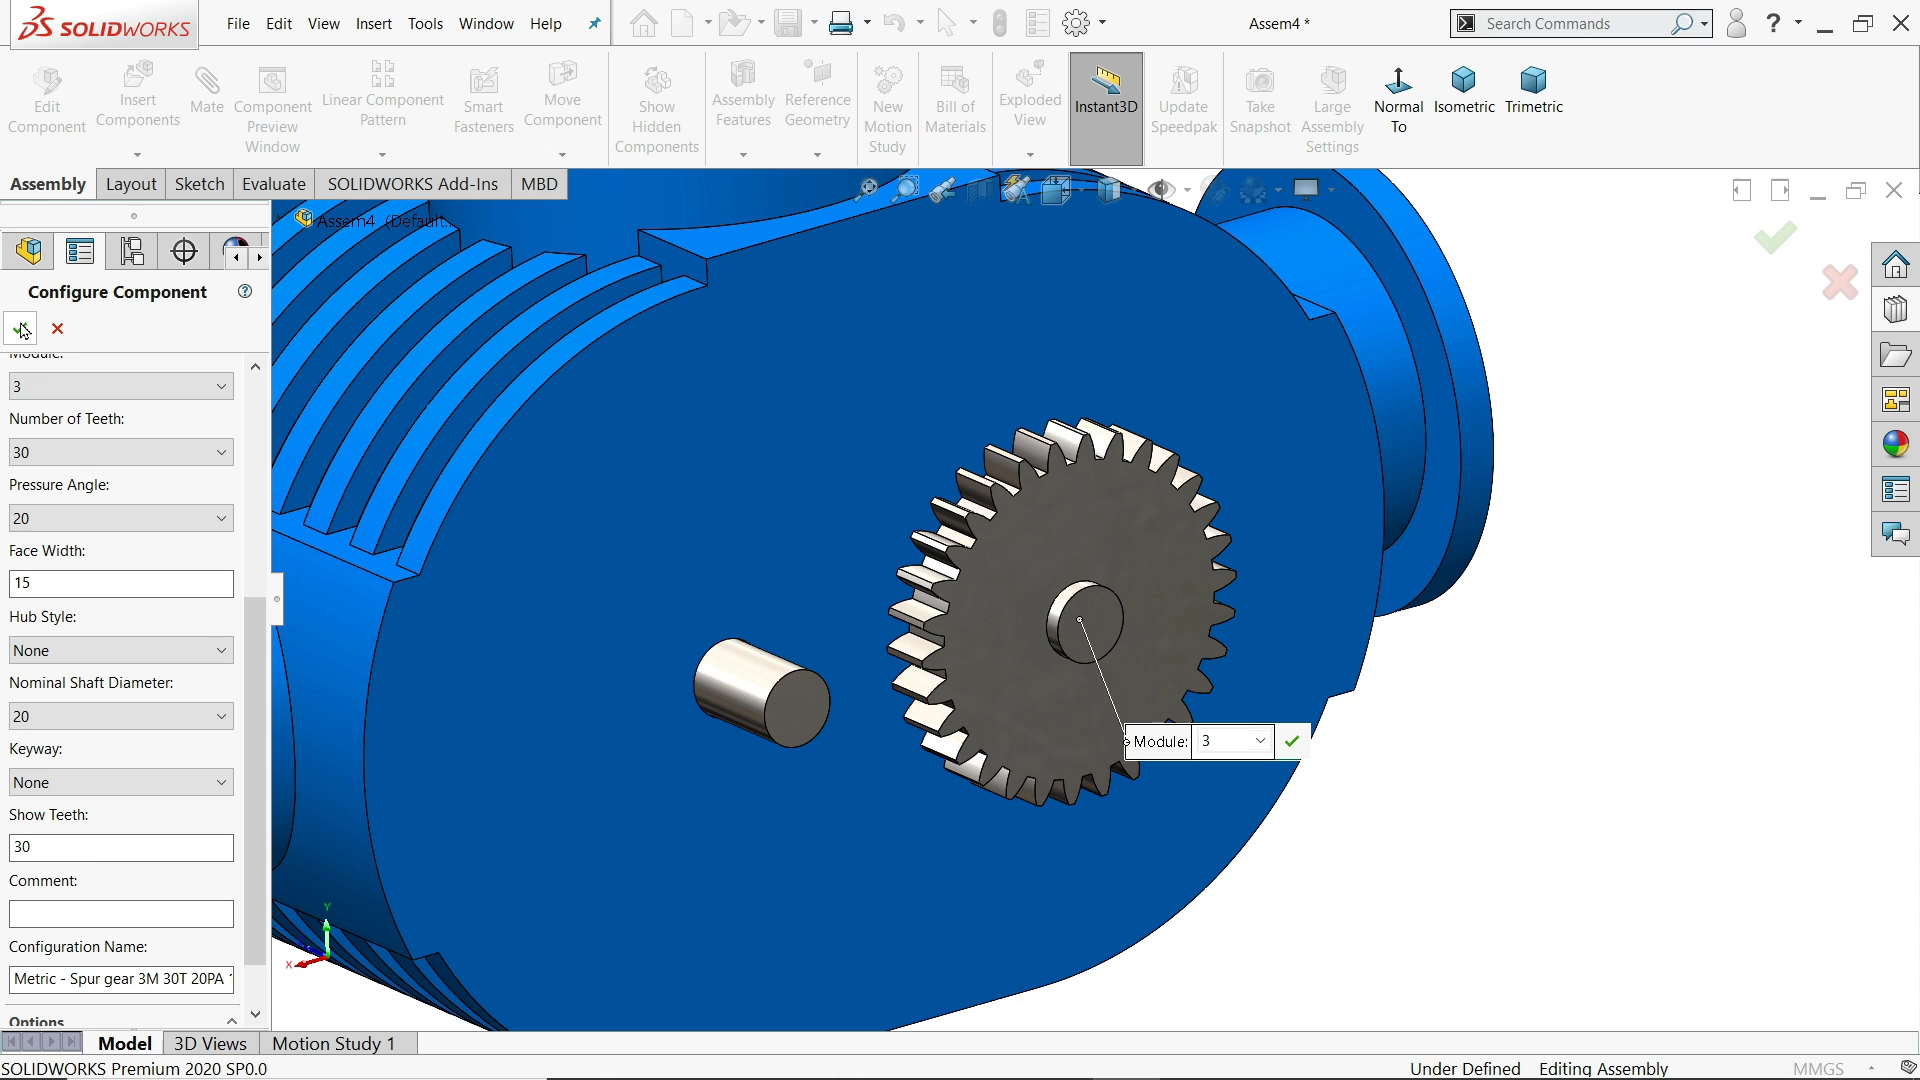 SOLIDWORKS
File Edit View Insert Tools Window Help
Assem4 *
Search Commands
?
Edit Component
Insert Components
Mate
Component Preview Window
Linear Component Pattern
Smart Fasteners
Move Component
Show Hidden Components
Assembly Features
Reference Geometry
New Motion Study
Bill of Materials
Exploded View
Instant3D
Update Speedpak
Take Snapshot
Large Assembly Settings
Normal To
Isometric
Trimetric
Assembly Layout Sketch Evaluate SOLIDWORKS Add-Ins MBD
Assem4 (Default...
Configure Component
Module:
3
Number of Teeth:
30
Pressure Angle:
20
Face Width:
15
Hub Style:
None
Nominal Shaft Diameter:
20
Keyway:
None
Show Teeth:
30
Comment:
Configuration Name:
Metric - Spur gear 3M 30T 20PA
Options
Module: 3
Y
X
Model 3D Views Motion Study 1
SOLIDWORKS Premium 2020 SP0.0
Under Defined Editing Assembly MMGS